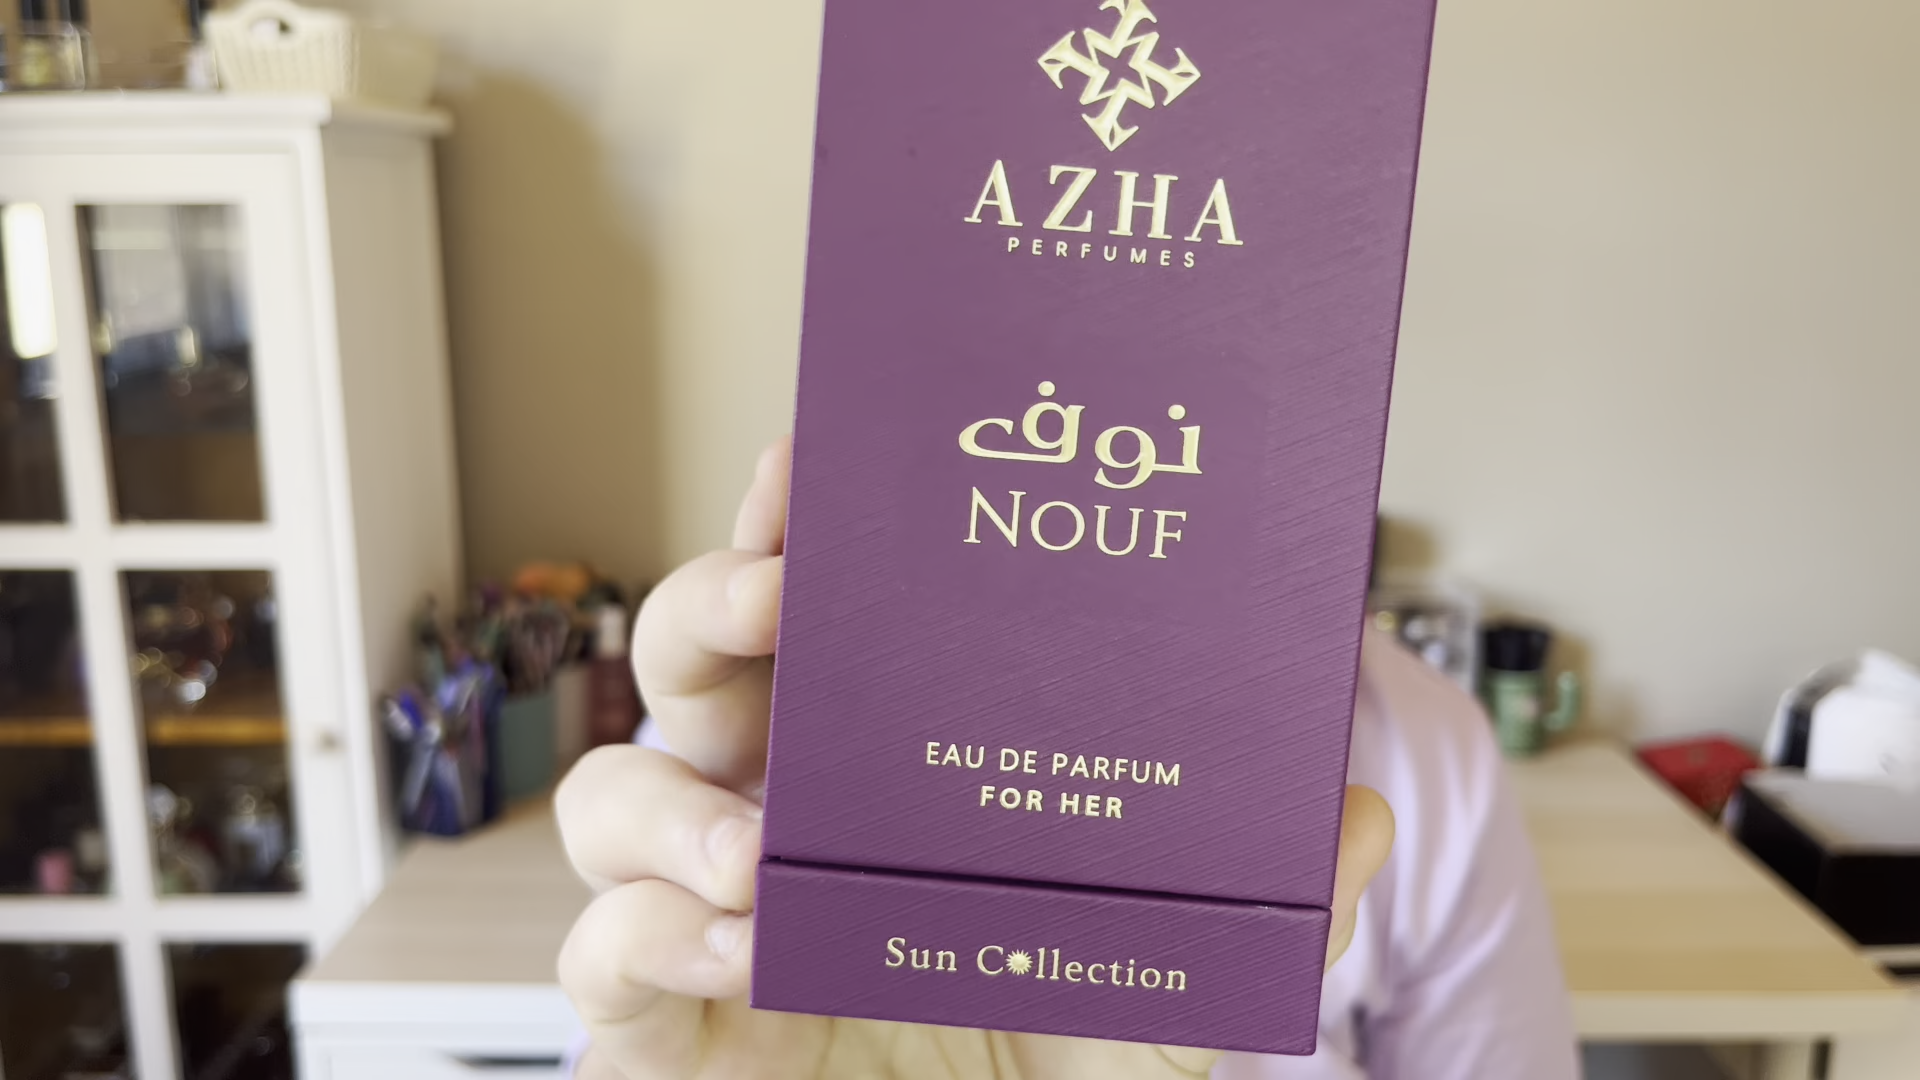 AZHA
PERFUMES
نوف
NOUF
EAU DE PARFUM
FOR HER
Sun Collection